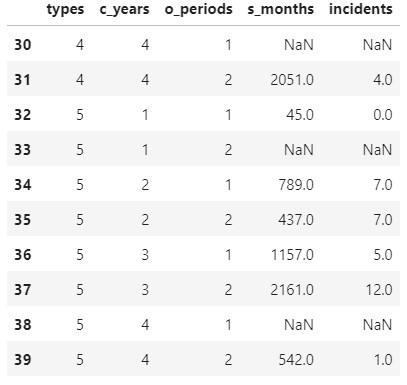 types c_years o_periods s_months incidents
30 4 4 1 NaN NaN
31 4 4 2 2051.0 4.0
32 5 1 1 45.0 0.0
33 5 1 2 NaN NaN
34 5 2 1 789.0 7.0
35 5 2 2 437.0 7.0
36 5 3 1 1157.0 5.0
37 5 3 2 2161.0 12.0
38 5 4 1 NaN NaN
39 5 4 2 542.0 1.0